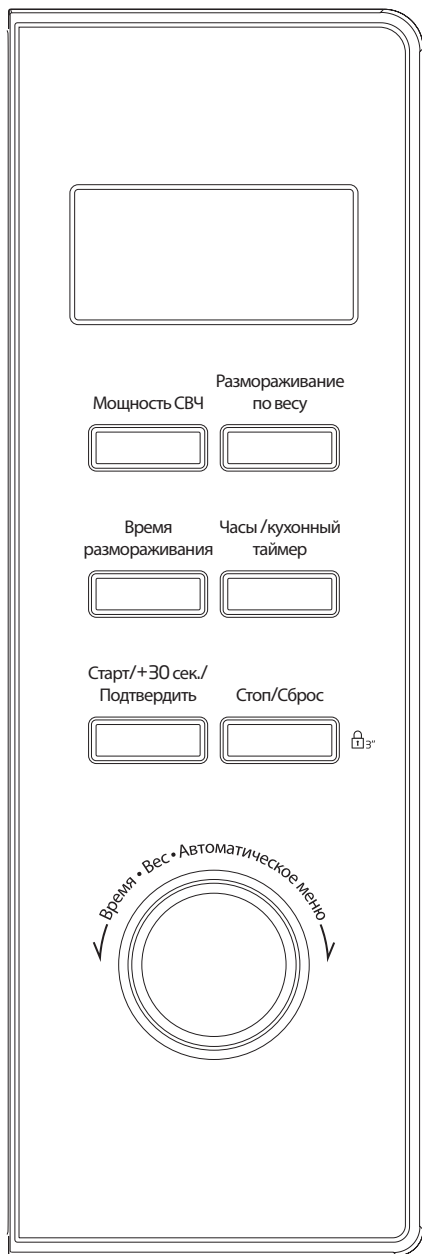 Мощность СВЧ
Размораживание
по весу
Время
размораживания
Часы /кухонный
таймер
Старт/+30 сек./
Подтвердить
Стоп/Сброс
3"
Время • Вес • Автоматическое меню